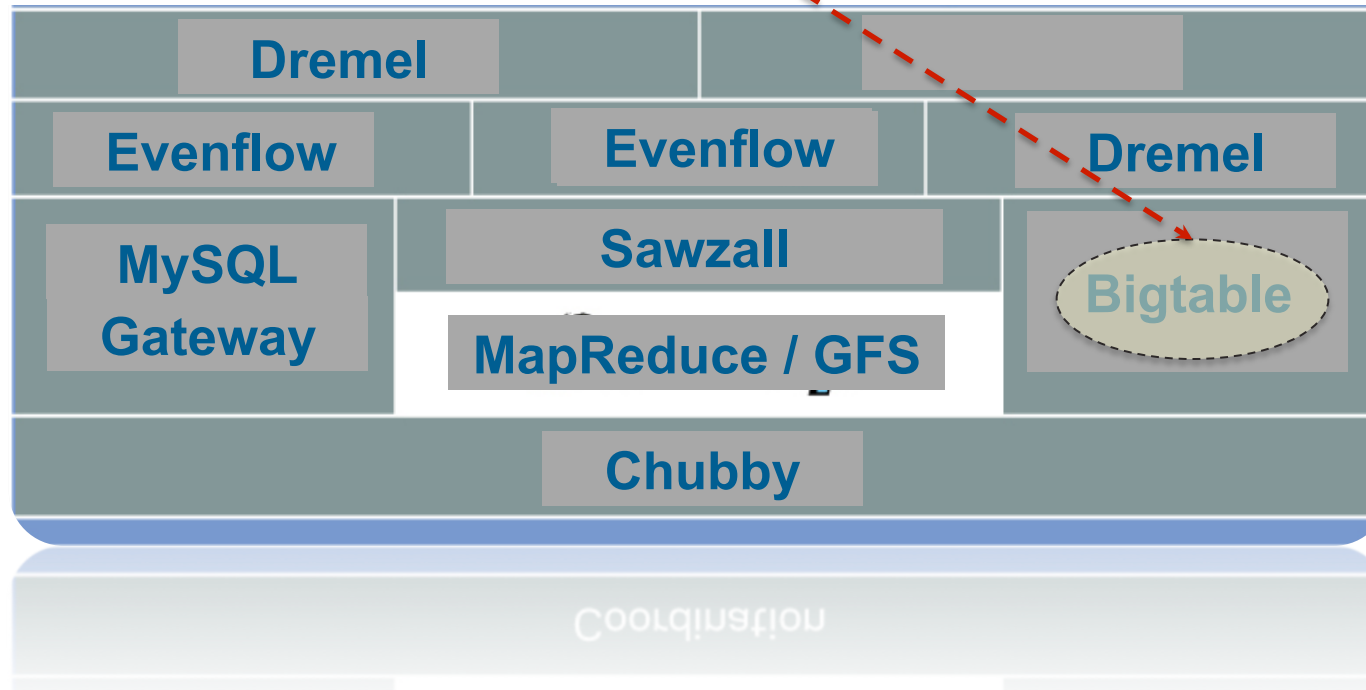 Dremel
Evenflow
Evenflow
Dremel
MySQL
Gateway
Sawzall
MapReduce / GFS
Bigtable
Chubby
Coordination